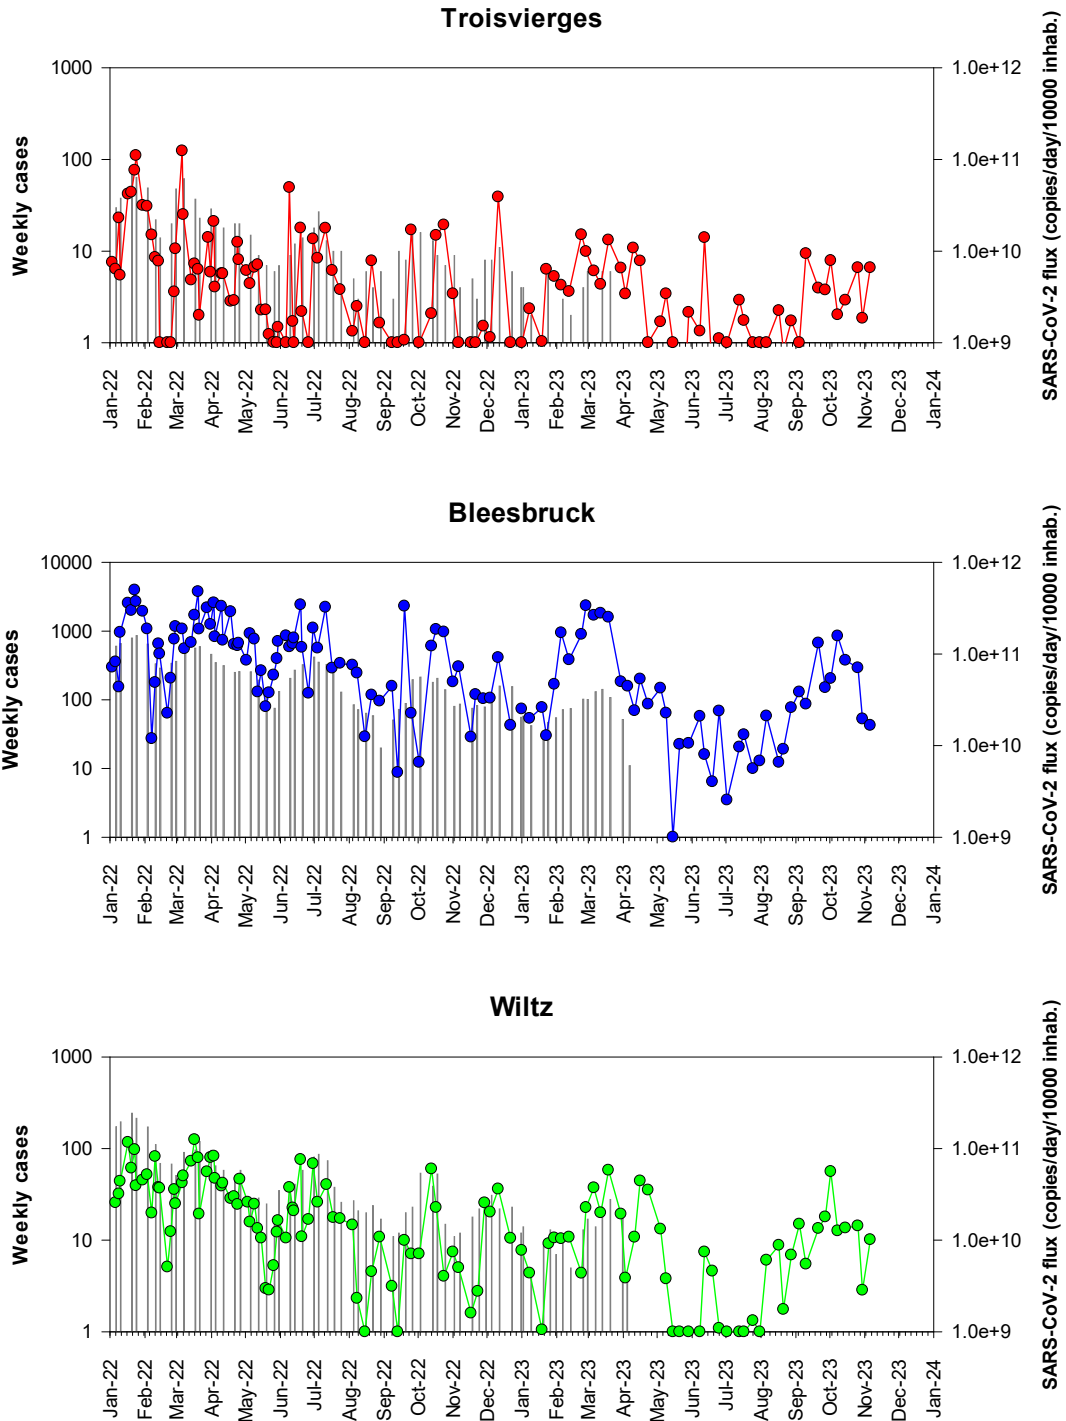 Troisvierges
Weekly cases
SARS-CoV-2 flux (copies/day/10000 inhab.)
1000
100
10
1
1.0e+12
1.0e+11
1.0e+10
1.0e+9
Jan-22
Feb-22
Mar-22
Apr-22
May-22
Jun-22
Jul-22
Aug-22
Sep-22
Oct-22
Nov-22
Dec-22
Jan-23
Feb-23
Mar-23
Apr-23
May-23
Jun-23
Jul-23
Aug-23
Sep-23
Oct-23
Nov-23
Dec-23
Jan-24
Bleesbruck
Weekly cases
SARS-CoV-2 flux (copies/day/10000 inhab.)
10000
1000
100
10
1
1.0e+12
1.0e+11
1.0e+10
1.0e+9
Jan-22
Feb-22
Mar-22
Apr-22
May-22
Jun-22
Jul-22
Aug-22
Sep-22
Oct-22
Nov-22
Dec-22
Jan-23
Feb-23
Mar-23
Apr-23
May-23
Jun-23
Jul-23
Aug-23
Sep-23
Oct-23
Nov-23
Dec-23
Jan-24
Wiltz
Weekly cases
SARS-CoV-2 flux (copies/day/10000 inhab.)
1000
100
10
1
1.0e+12
1.0e+11
1.0e+10
1.0e+9
Jan-22
Feb-22
Mar-22
Apr-22
May-22
Jun-22
Jul-22
Aug-22
Sep-22
Oct-22
Nov-22
Dec-22
Jan-23
Feb-23
Mar-23
Apr-23
May-23
Jun-23
Jul-23
Aug-23
Sep-23
Oct-23
Nov-23
Dec-23
Jan-24